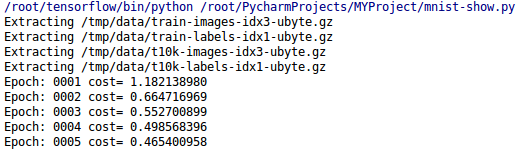 /root/tensorflow/bin/python /root/PycharmProjects/MYProject/mnist-show.py
Extracting /tmp/data/train-images-idx3-ubyte.gz
Extracting /tmp/data/train-labels-idx1-ubyte.gz
Extracting /tmp/data/t10k-images-idx3-ubyte.gz
Extracting /tmp/data/t10k-labels-idx1-ubyte.gz
Epoch: 0001 cost= 1.182138980
Epoch: 0002 cost= 0.664716969
Epoch: 0003 cost= 0.552700899
Epoch: 0004 cost= 0.498568396
Epoch: 0005 cost= 0.465400958